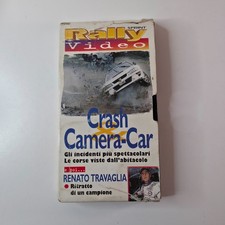 SPRINT
Rally
Video
Crash
Camera-Car
Gli incidenti più spettacolari
Le corse viste dall'abitacolo
RENATO TRAVAGLIA
Ritratto
di un campione